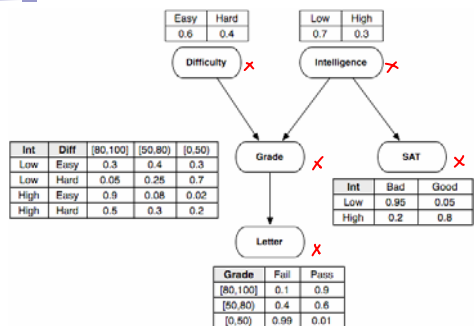 Easy Hard
0.6 0.4
Low High
0.7 0.3
Difficulty
Intelligence
Int Diff [80,100] [50,80) [0,50)
Low Easy 0.3 0.4 0.3
Low Hard 0.05 0.25 0.7
High Easy 0.9 0.08 0.02
High Hard 0.5 0.3 0.2
Grade
SAT
Int Bad Good
Low 0.95 0.05
High 0.2 0.8
Letter
Grade Fail Pass
[80,100] 0.1 0.9
[50,80) 0.4 0.6
[0,50) 0.99 0.01